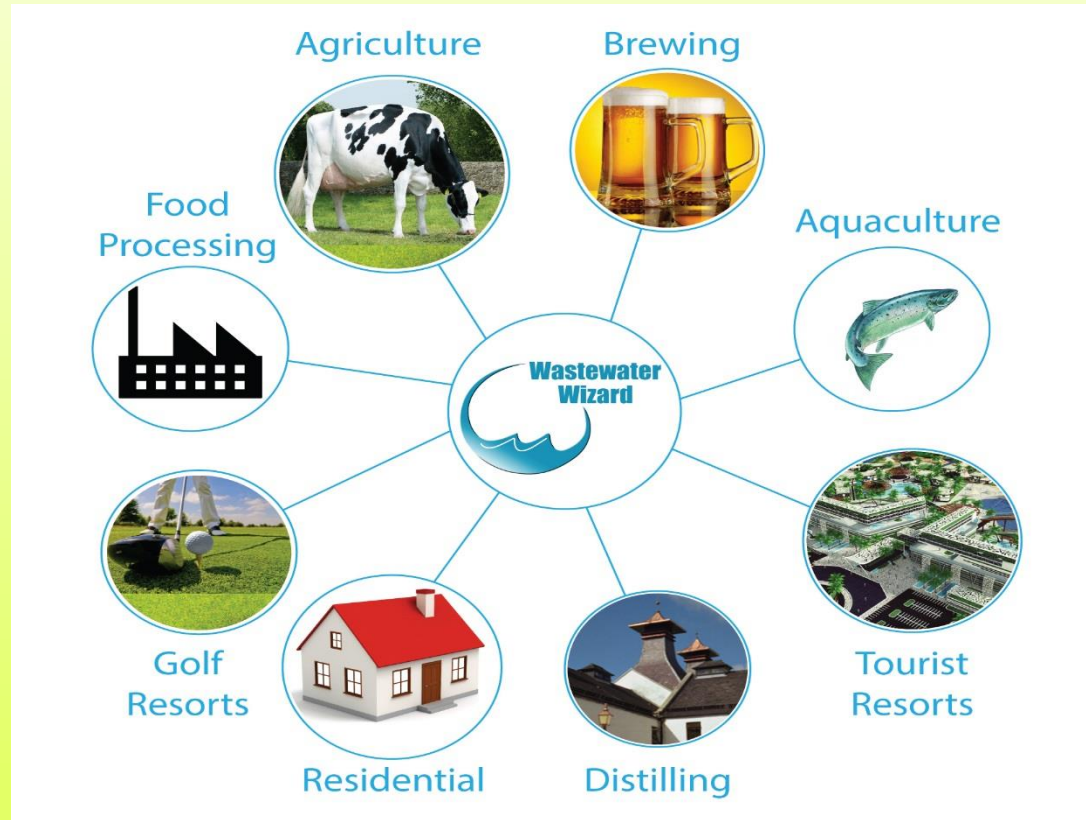 Agriculture
Brewing
Food
Processing
Aquaculture
Wastewater
Wizard
Golf
Resorts
Tourist
Resorts
Residential
Distilling